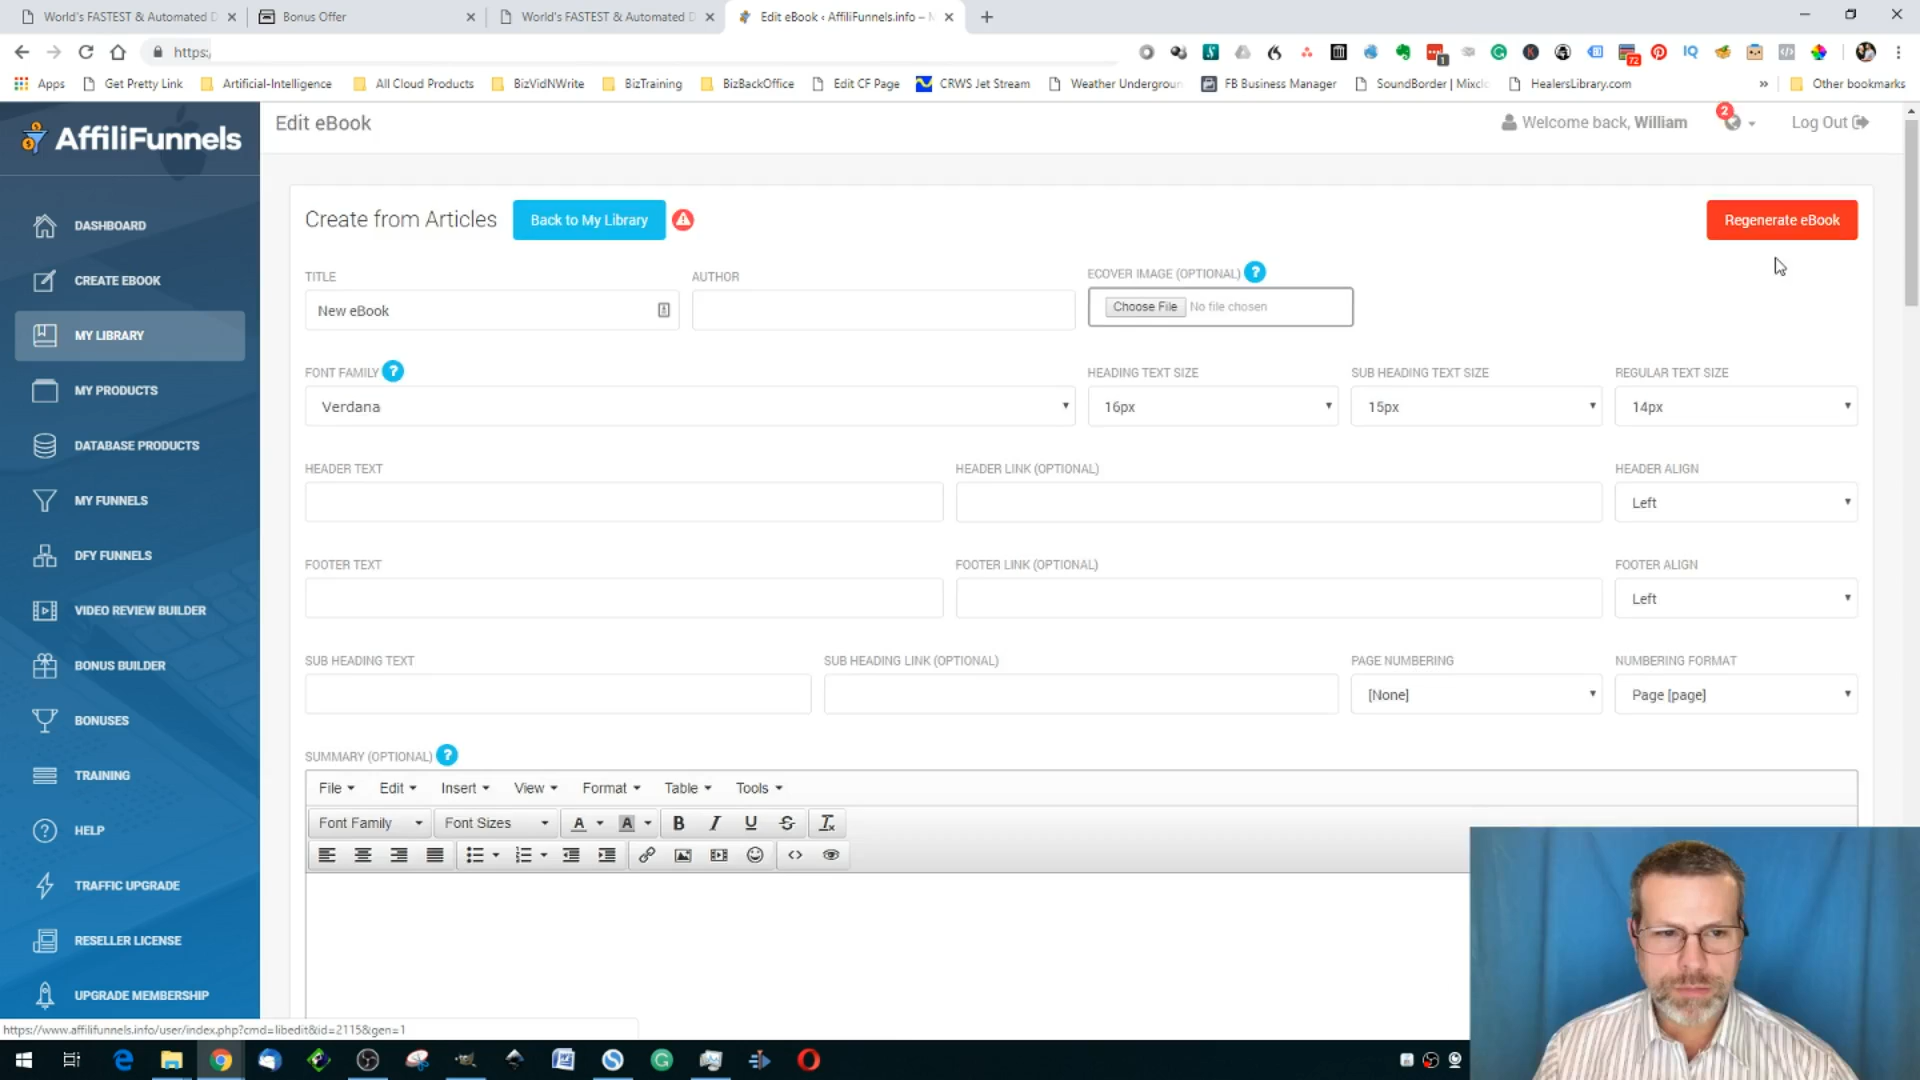 World's FASTEST & Automated D
Bonus Offer
World's FASTEST & Automated D
Edit eBook ‹ AffiliFunnels.info –
https:/
Apps
Get Pretty Link
Artificial-Intelligence
All Cloud Products
BizVidNWrite
BizTraining
BizBackOffice
Edit CF Page
CRWS Jet Stream
Weather Undergroun
FB Business Manager
SoundBorder | Mixclo
HealersLibrary.com
»
Other bookmarks
AffiliFunnels
Edit eBook
Welcome back, William
2
Log Out
DASHBOARD
CREATE EBOOK
MY LIBRARY
MY PRODUCTS
DATABASE PRODUCTS
MY FUNNELS
DFY FUNNELS
VIDEO REVIEW BUILDER
BONUS BUILDER
BONUSES
TRAINING
HELP
TRAFFIC UPGRADE
RESELLER LICENSE
UPGRADE MEMBERSHIP
Create from Articles
Back to My Library
Regenerate eBook
TITLE
AUTHOR
ECOVER IMAGE (OPTIONAL) ?
New eBook
Choose File No file chosen
FONT FAMILY ?
HEADING TEXT SIZE
SUB HEADING TEXT SIZE
REGULAR TEXT SIZE
Verdana
16px
15px
14px
HEADER TEXT
HEADER LINK (OPTIONAL)
HEADER ALIGN
Left
FOOTER TEXT
FOOTER LINK (OPTIONAL)
FOOTER ALIGN
Left
SUB HEADING TEXT
SUB HEADING LINK (OPTIONAL)
PAGE NUMBERING
NUMBERING FORMAT
[None]
Page [page]
SUMMARY (OPTIONAL) ?
File
Edit
Insert
View
Format
Table
Tools
Font Family
Font Sizes
A
A
B
I
U
S
https://www.affilifunnels.info/user/index.php?cmd=libedit&id=2115&gen=1